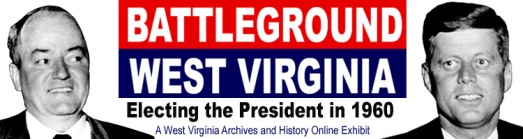 BATTLEGROUND
WEST VIRGINIA
Electing the President in 1960
A West Virginia Archives and History Online Exhibit